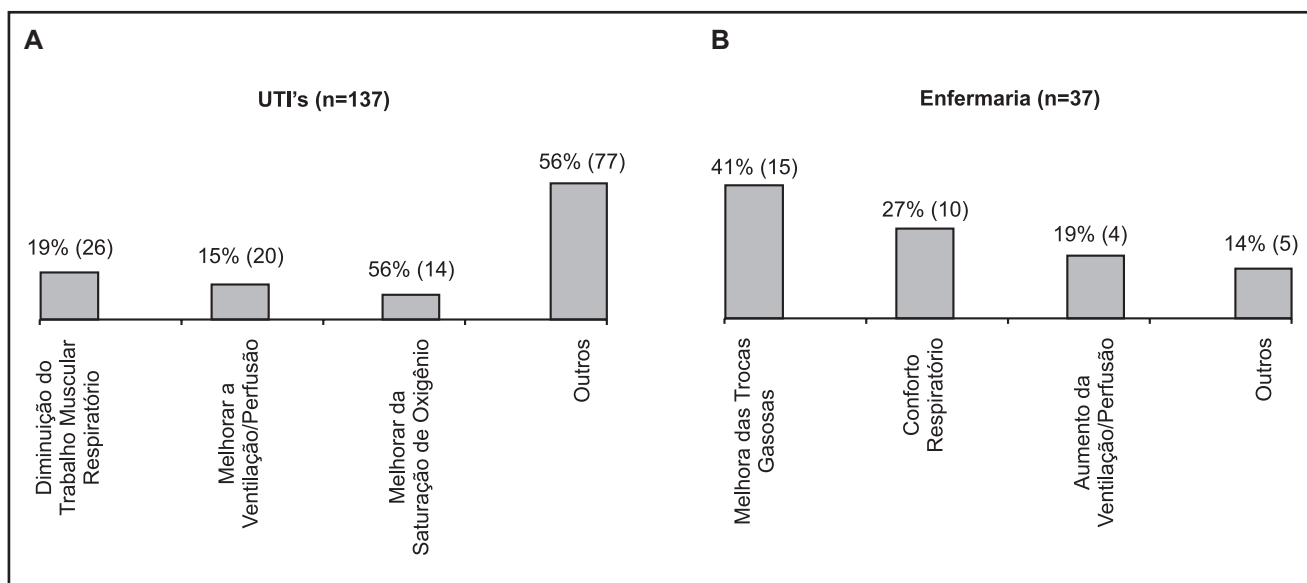 A
UTI's (n=137)
19% (26)
15% (20)
56% (14)
56% (77)
Diminuição do
Trabalho Muscular
Respiratório
Melhorar a
Ventilação/Perfusão
Melhorar da
Saturação de Oxigênio
Outros
B
Enfermaria (n=37)
41% (15)
27% (10)
19% (4)
14% (5)
Melhora das Trocas
Gasosas
Conforto
Respiratório
Aumento da
Ventilação/Perfusão
Outros